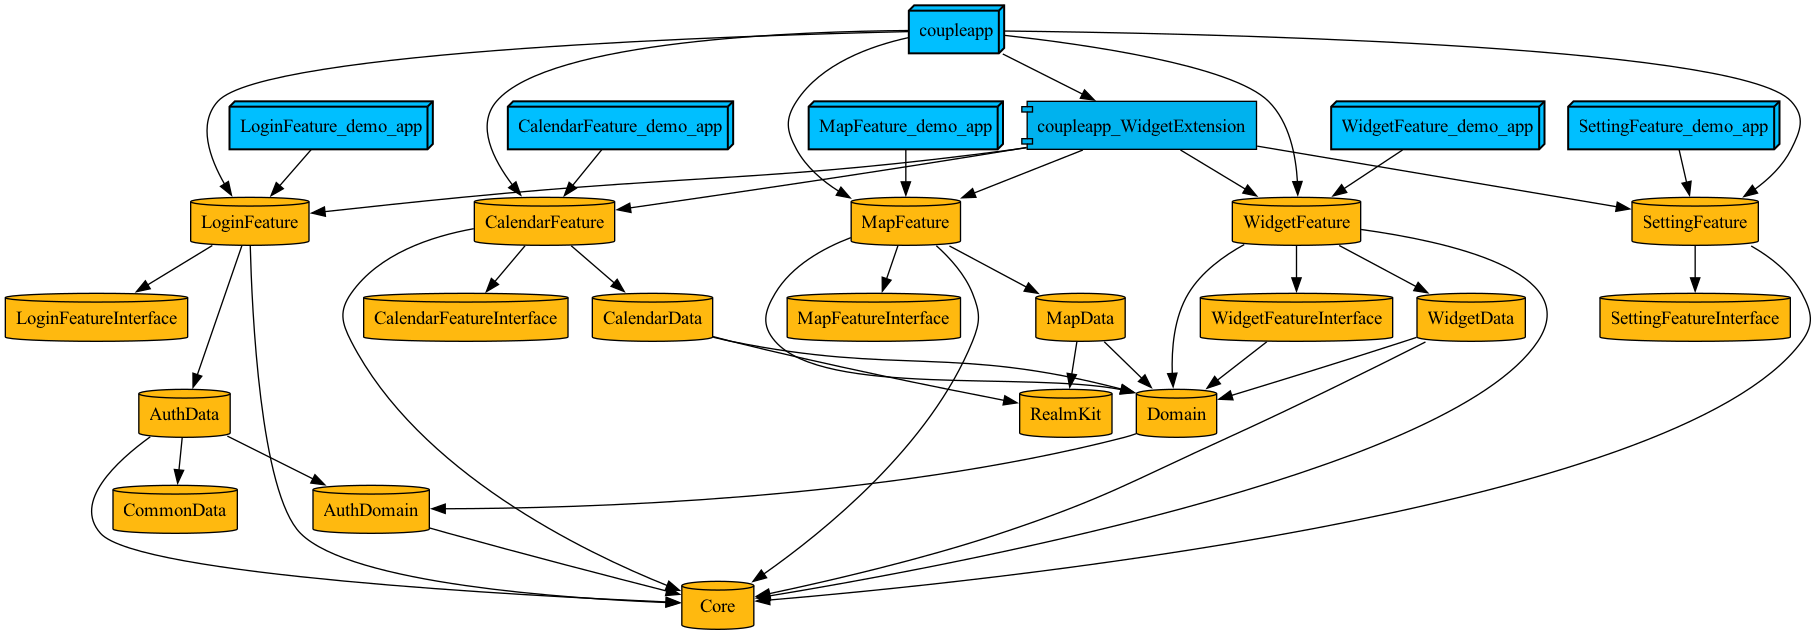 coupleapp
LoginFeature_demo_app
CalendarFeature_demo_app
MapFeature_demo_app
coupleapp_WidgetExtension
WidgetFeature_demo_app
SettingFeature_demo_app
LoginFeature
CalendarFeature
MapFeature
WidgetFeature
SettingFeature
LoginFeatureInterface
CalendarFeatureInterface
CalendarData
MapFeatureInterface
MapData
WidgetFeatureInterface
WidgetData
SettingFeatureInterface
AuthData
RealmKit
Domain
CommonData
AuthDomain
Core